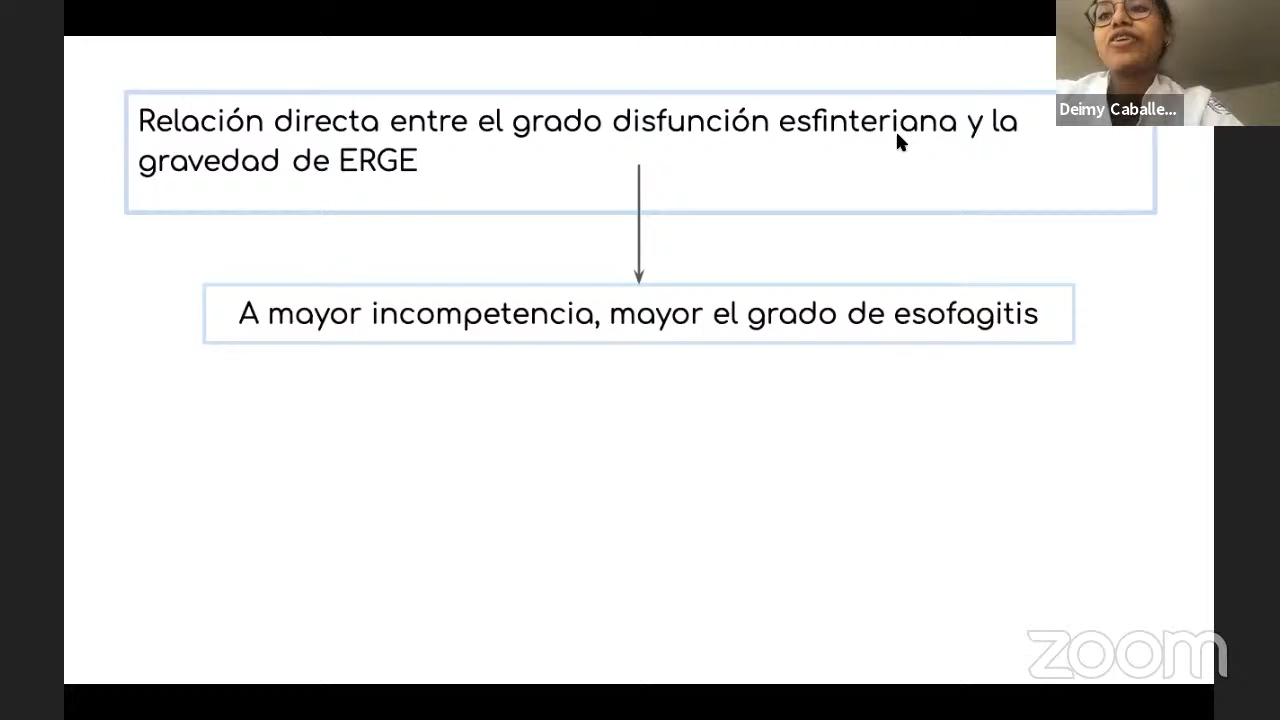 Relación directa entre el grado disfunción esfinteriana y la
gravedad de ERGE
A mayor incompetencia, mayor el grado de esofagitis
Deimy Caballe...
zoom